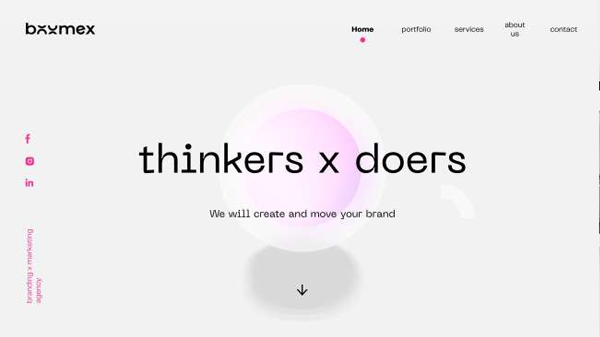 bxxmex
Home
portfolio
services
about
us
contact
thinkers x doers
We will create and move your brand
branding x marketing
agency